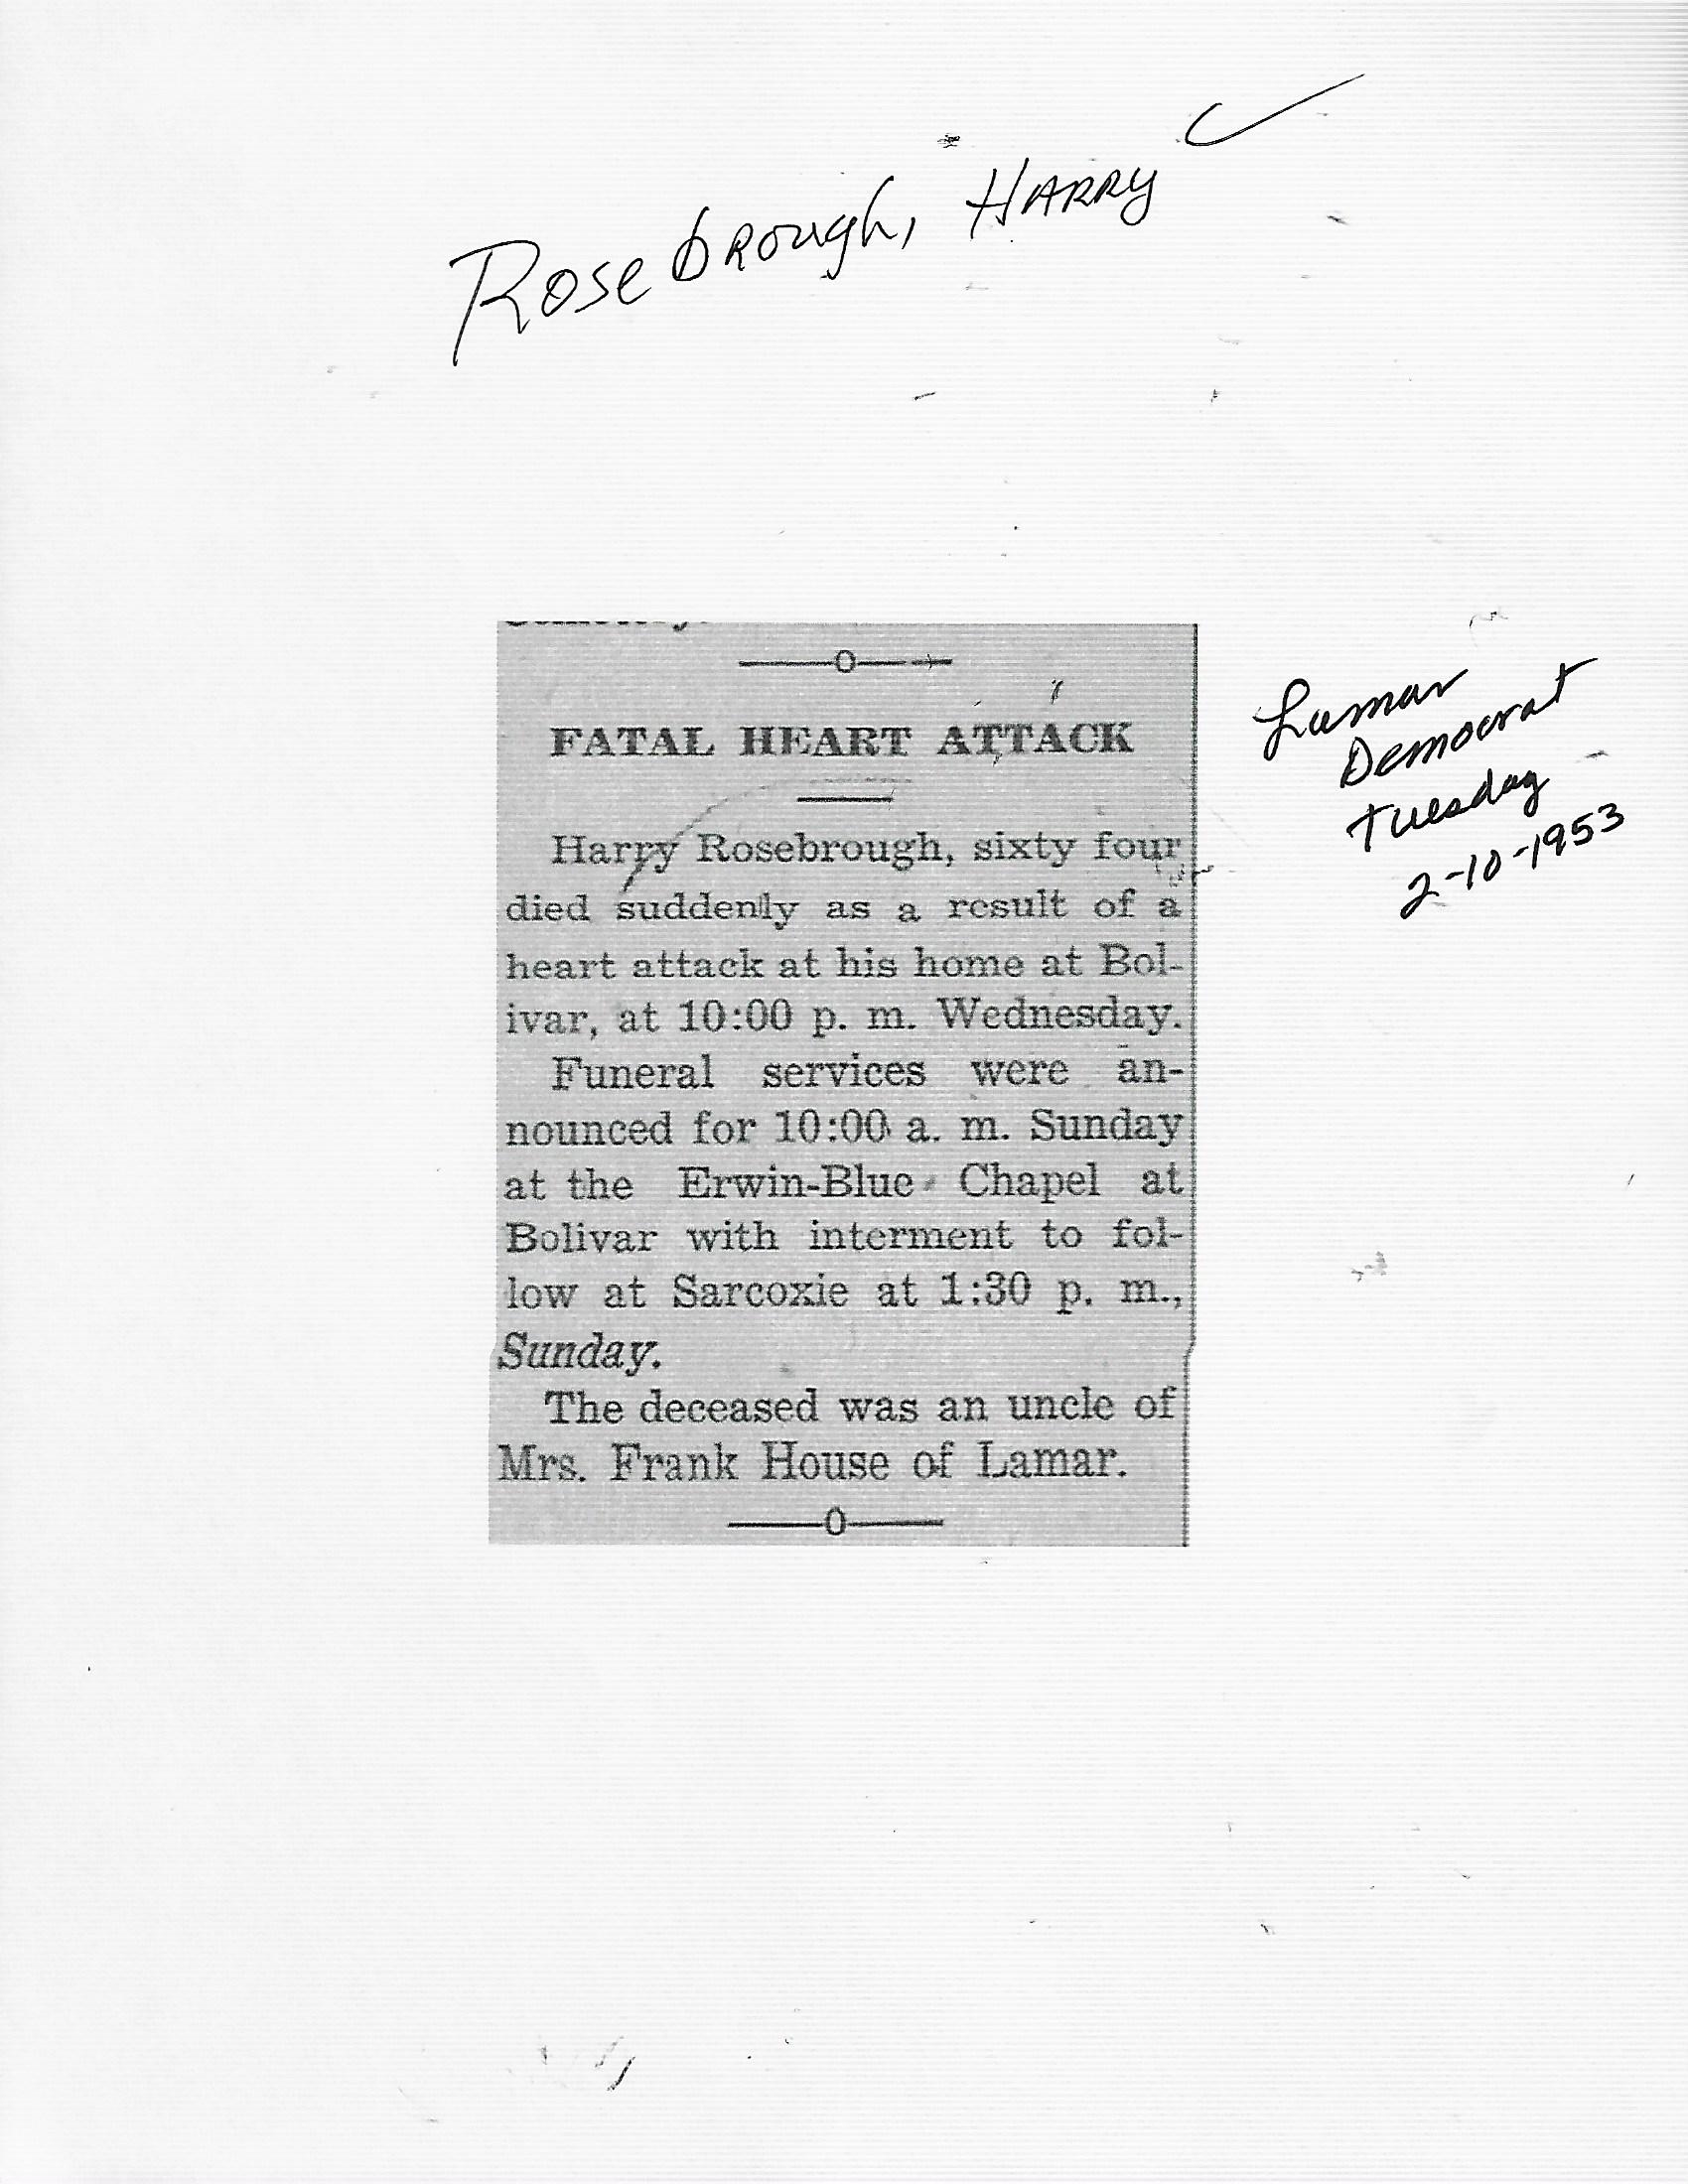 Rosebrough, HARRY
FATAL HEART ATTACK
Harry Rosebrough, sixty four
died suddenly as a result of a
heart attack at his home at Bol-
ivar, at 10:00 p. m. Wednesday.
Funeral services were an-
nounced for 10:00 a. m. Sunday
at the Erwin-Blue Chapel at
Bolivar with interment to fol-
low at Sarcoxie at 1:30 p. m.,
Sunday.
The deceased was an uncle of
Mrs. Frank House of Lamar.
Lamar
Democrat
Tuesday
2-10-1953